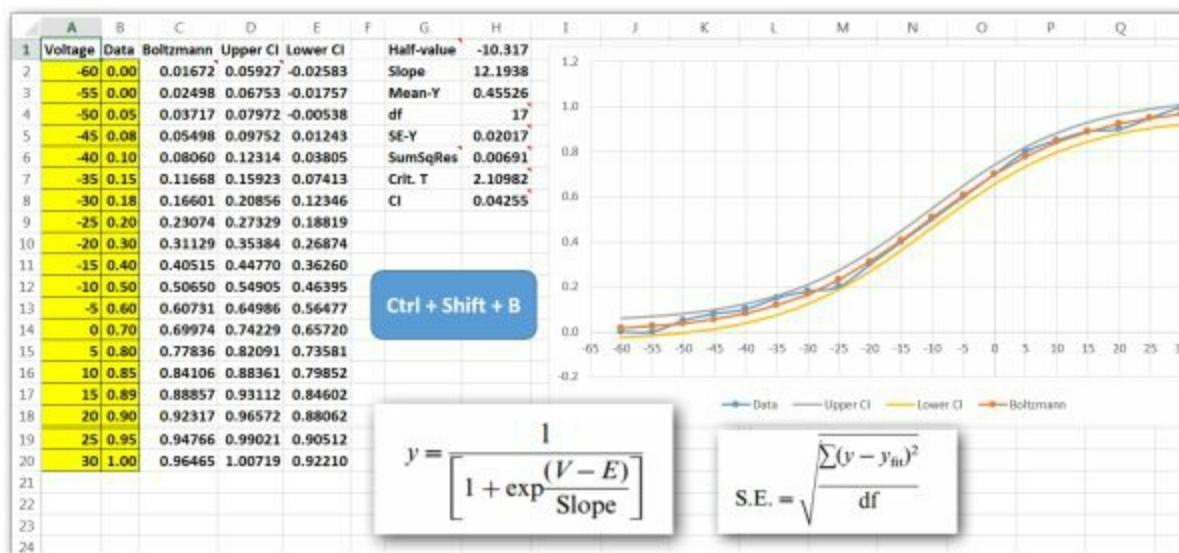 A B C D E F G H I J K L M N O P Q
1 Voltage Data Boltzmann Upper CI Lower CI Half-value -10.317
2 -60 0.00 0.01672 0.05927 -0.02583 Slope 12.1938
3 -55 0.00 0.02498 0.06753 -0.01757 Mean-Y 0.45526
4 -50 0.05 0.03717 0.07972 -0.00538 df 17
5 -45 0.08 0.05498 0.09752 0.01243 SE-Y 0.02017
6 -40 0.10 0.08060 0.12314 0.03805 SumSqRes 0.00691
7 -35 0.15 0.11668 0.15923 0.07413 Crit. T 2.10982
8 -30 0.18 0.16601 0.20856 0.12346 CI 0.04255
9 -25 0.20 0.23074 0.27329 0.18819
10 -20 0.30 0.31129 0.35384 0.26874
11 -15 0.40 0.40515 0.44770 0.36260
12 -10 0.50 0.50650 0.54905 0.46395
13 -5 0.60 0.60731 0.64986 0.56477
14 0 0.70 0.69974 0.74229 0.65720
15 5 0.80 0.77836 0.82091 0.73581
16 10 0.85 0.84106 0.88361 0.79852
17 15 0.89 0.88857 0.93112 0.84602
18 20 0.90 0.92317 0.96572 0.88062
19 25 0.95 0.94766 0.99021 0.90512
20 30 1.00 0.96465 1.00719 0.92210
21
22
23
24
Ctrl + Shift + B
1.2
1.0
0.8
0.6
0.4
0.2
0.0
-0.2
-65 -60 -55 -50 -45 -40 -35 -30 -25 -20 -15 -10 -5 0 5 10 15 20 25
Data Upper CI Lower CI Boltzmann
y = 1 / [1 + exp (V − E) / Slope]
S.E. = √(∑(y − y_fit)² / df)